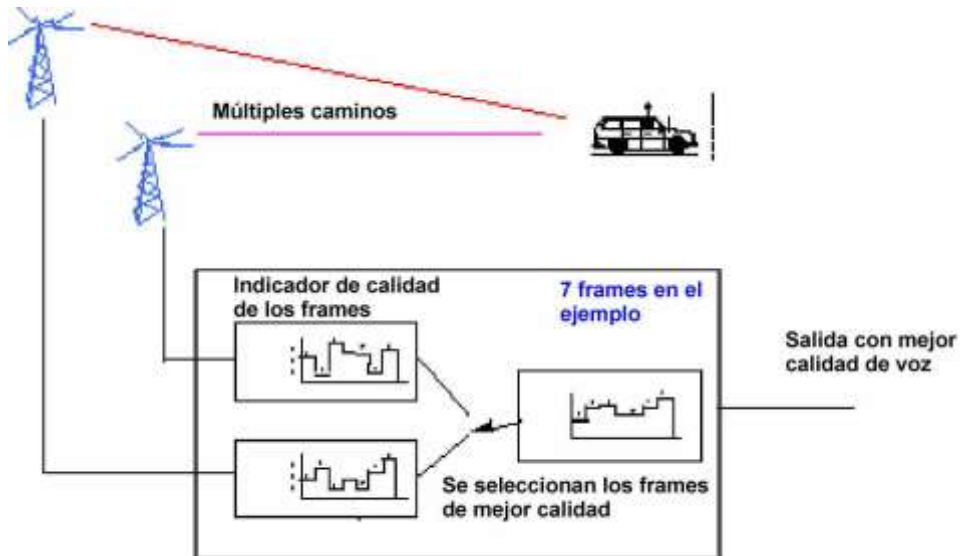 Múltiples caminos
Indicador de calidad
de los frames
7 frames en el
ejemplo
Salida con mejor
calidad de voz
Se seleccionan los frames
de mejor calidad